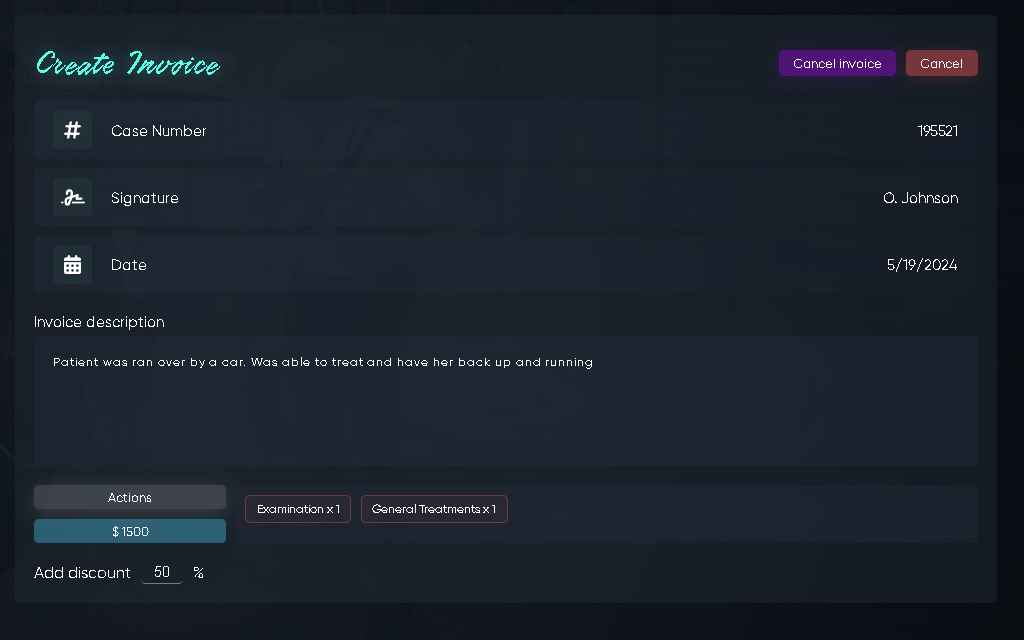 Create Invoice
Cancel invoice
Cancel
Case Number
195521
Signature
O. Johnson
Date
5/19/2024
Invoice description
Patient was ran over by a car. Was able to treat and have her back up and running
Actions
$ 1500
Examination x 1
General Treatments x 1
Add discount 50 %